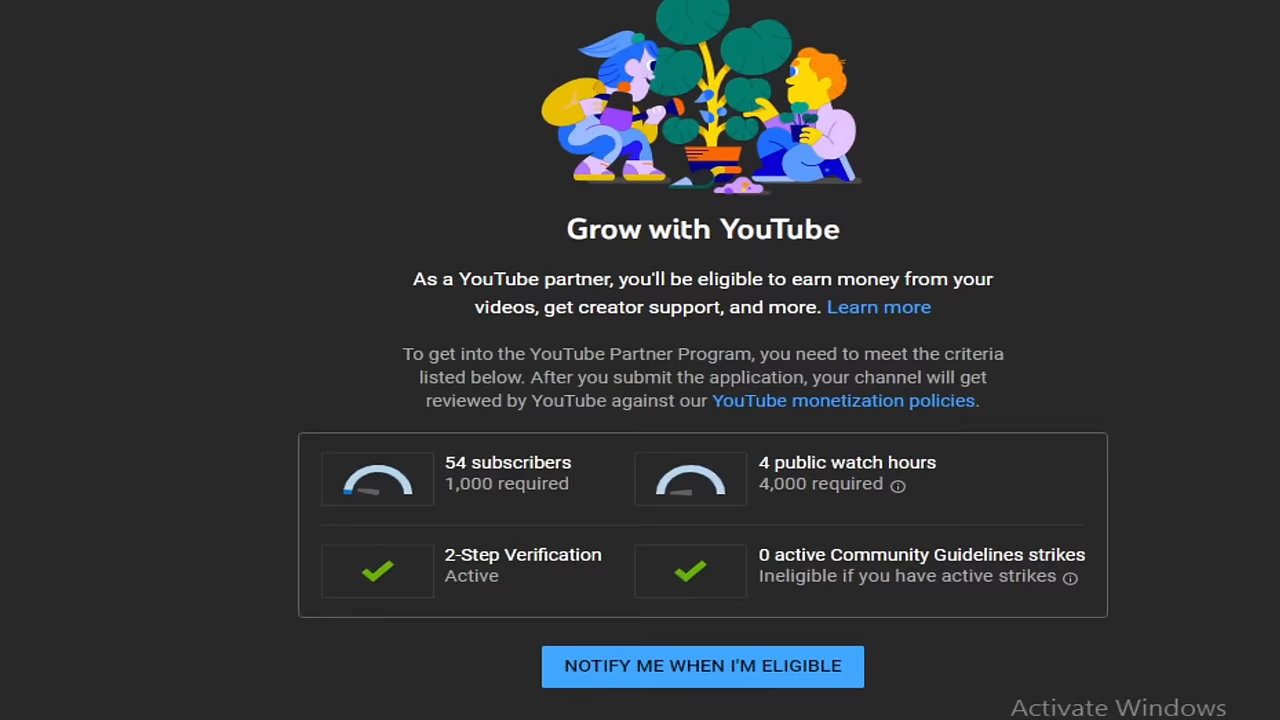 Grow with YouTube
As a YouTube partner, you'll be eligible to earn money from your
videos, get creator support, and more. Learn more
To get into the YouTube Partner Program, you need to meet the criteria
listed below. After you submit the application, your channel will get
reviewed by YouTube against our YouTube monetization policies.
54 subscribers
1,000 required
4 public watch hours
4,000 required
2-Step Verification
Active
0 active Community Guidelines strikes
Ineligible if you have active strikes
NOTIFY ME WHEN I'M ELIGIBLE
Activate Windows